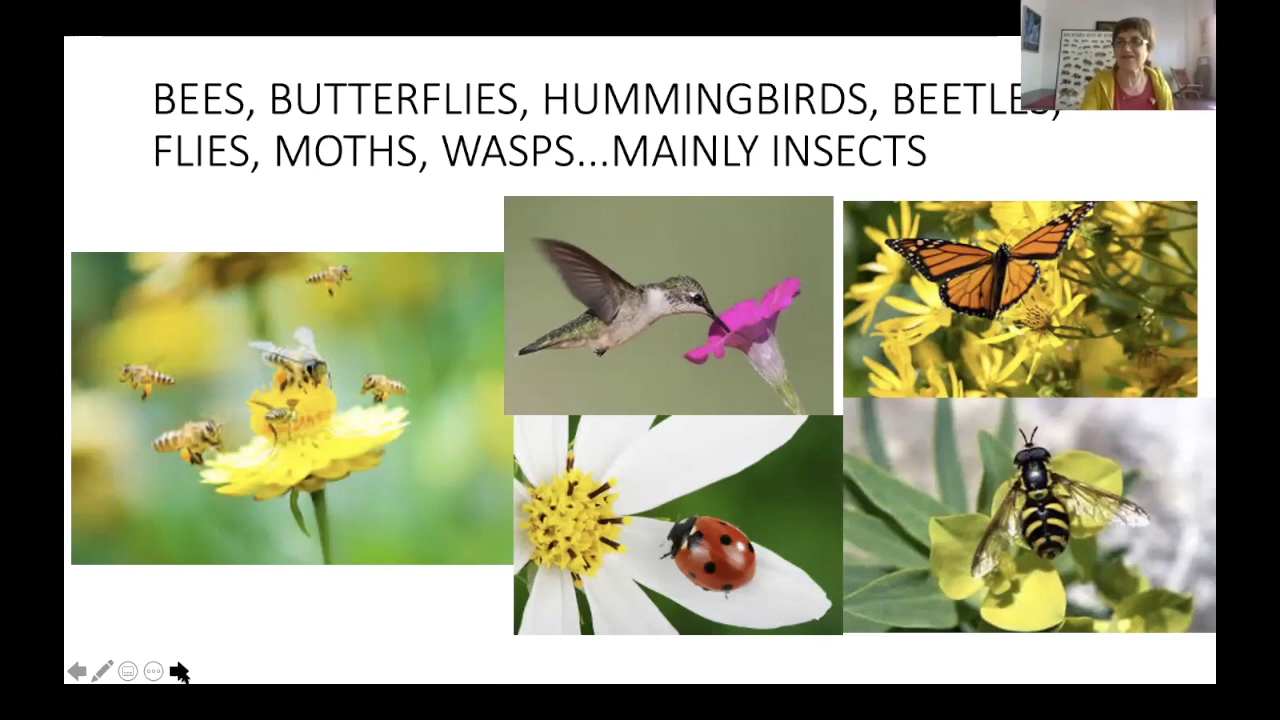 BEES, BUTTERFLIES, HUMMINGBIRDS, BEETLES,
FLIES, MOTHS, WASPS...MAINLY INSECTS